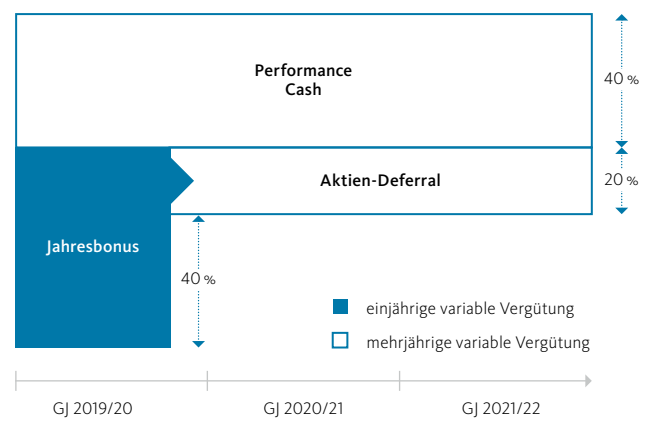 Performance
Cash
40 %
Aktien-Deferral
20 %
Jahresbonus
40 %
einjährige variable Vergütung
mehrjährige variable Vergütung
GJ 2019/20
GJ 2020/21
GJ 2021/22